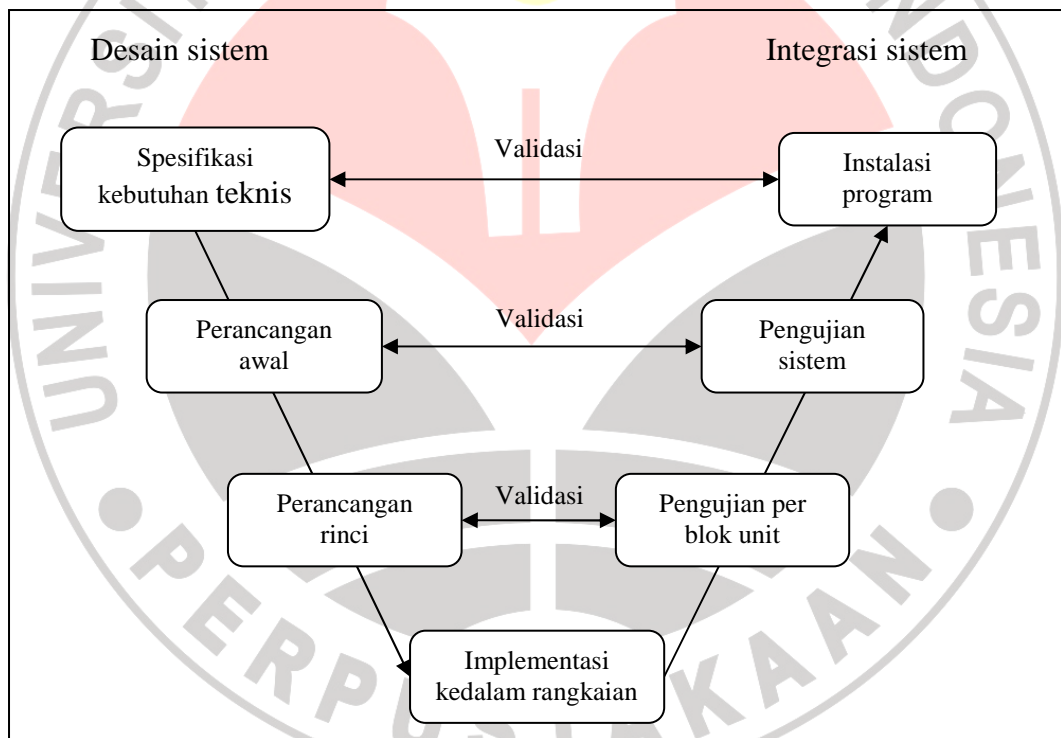 Desain sistem
Integrasi sistem
Spesifikasi
kebutuhan teknis
Validasi
Instalasi
program
Perancangan
awal
Validasi
Pengujian
sistem
Perancangan
rinci
Validasi
Pengujian per
blok unit
Implementasi
kedalam rangkaian
PERPUSTAKAAN